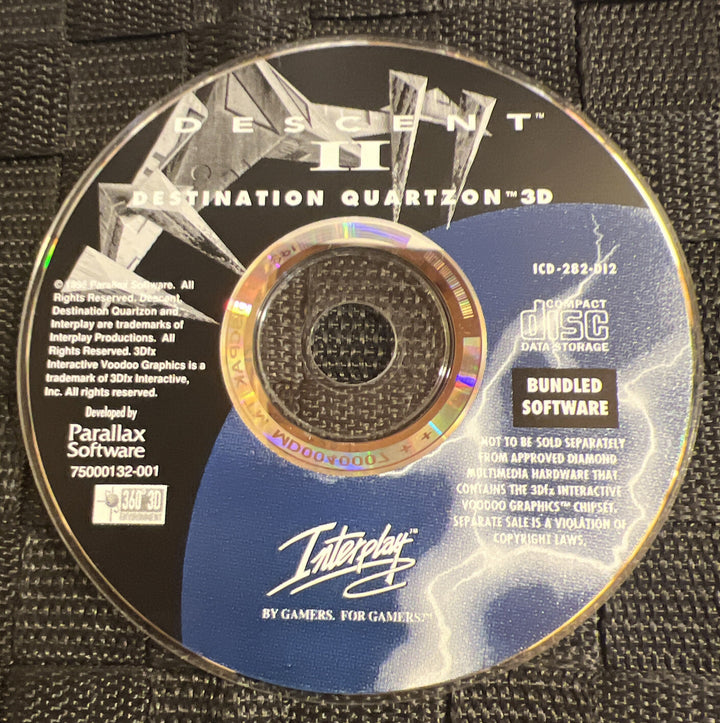 DESCENT™
II
DESTINATION QUARTZON™ 3D
© 1996 Parallax Software. All
Rights Reserved. Descent,
Destination Quartzon and
Interplay are trademarks of
Interplay Productions. All
Rights Reserved. 3Dfx
Interactive Voodoo Graphics is a
trademark of 3Dfx Interactive,
Inc. All rights reserved.
Developed by
Parallax
Software
75000132-001
360° 3D
ENVIRONMENT
ICD-282-DI2
COMPACT
disc
DATA STORAGE
BUNDLED
SOFTWARE
NOT TO BE SOLD SEPARATELY
FROM APPROVED DIAMOND
MULTIMEDIA HARDWARE THAT
CONTAINS THE 3Dfx INTERACTIVE
VOODOO GRAPHICS™ CHIPSET.
SEPARATE SALE IS A VIOLATION OF
COPYRIGHT LAWS.
Interplay™
BY GAMERS. FOR GAMERS.™